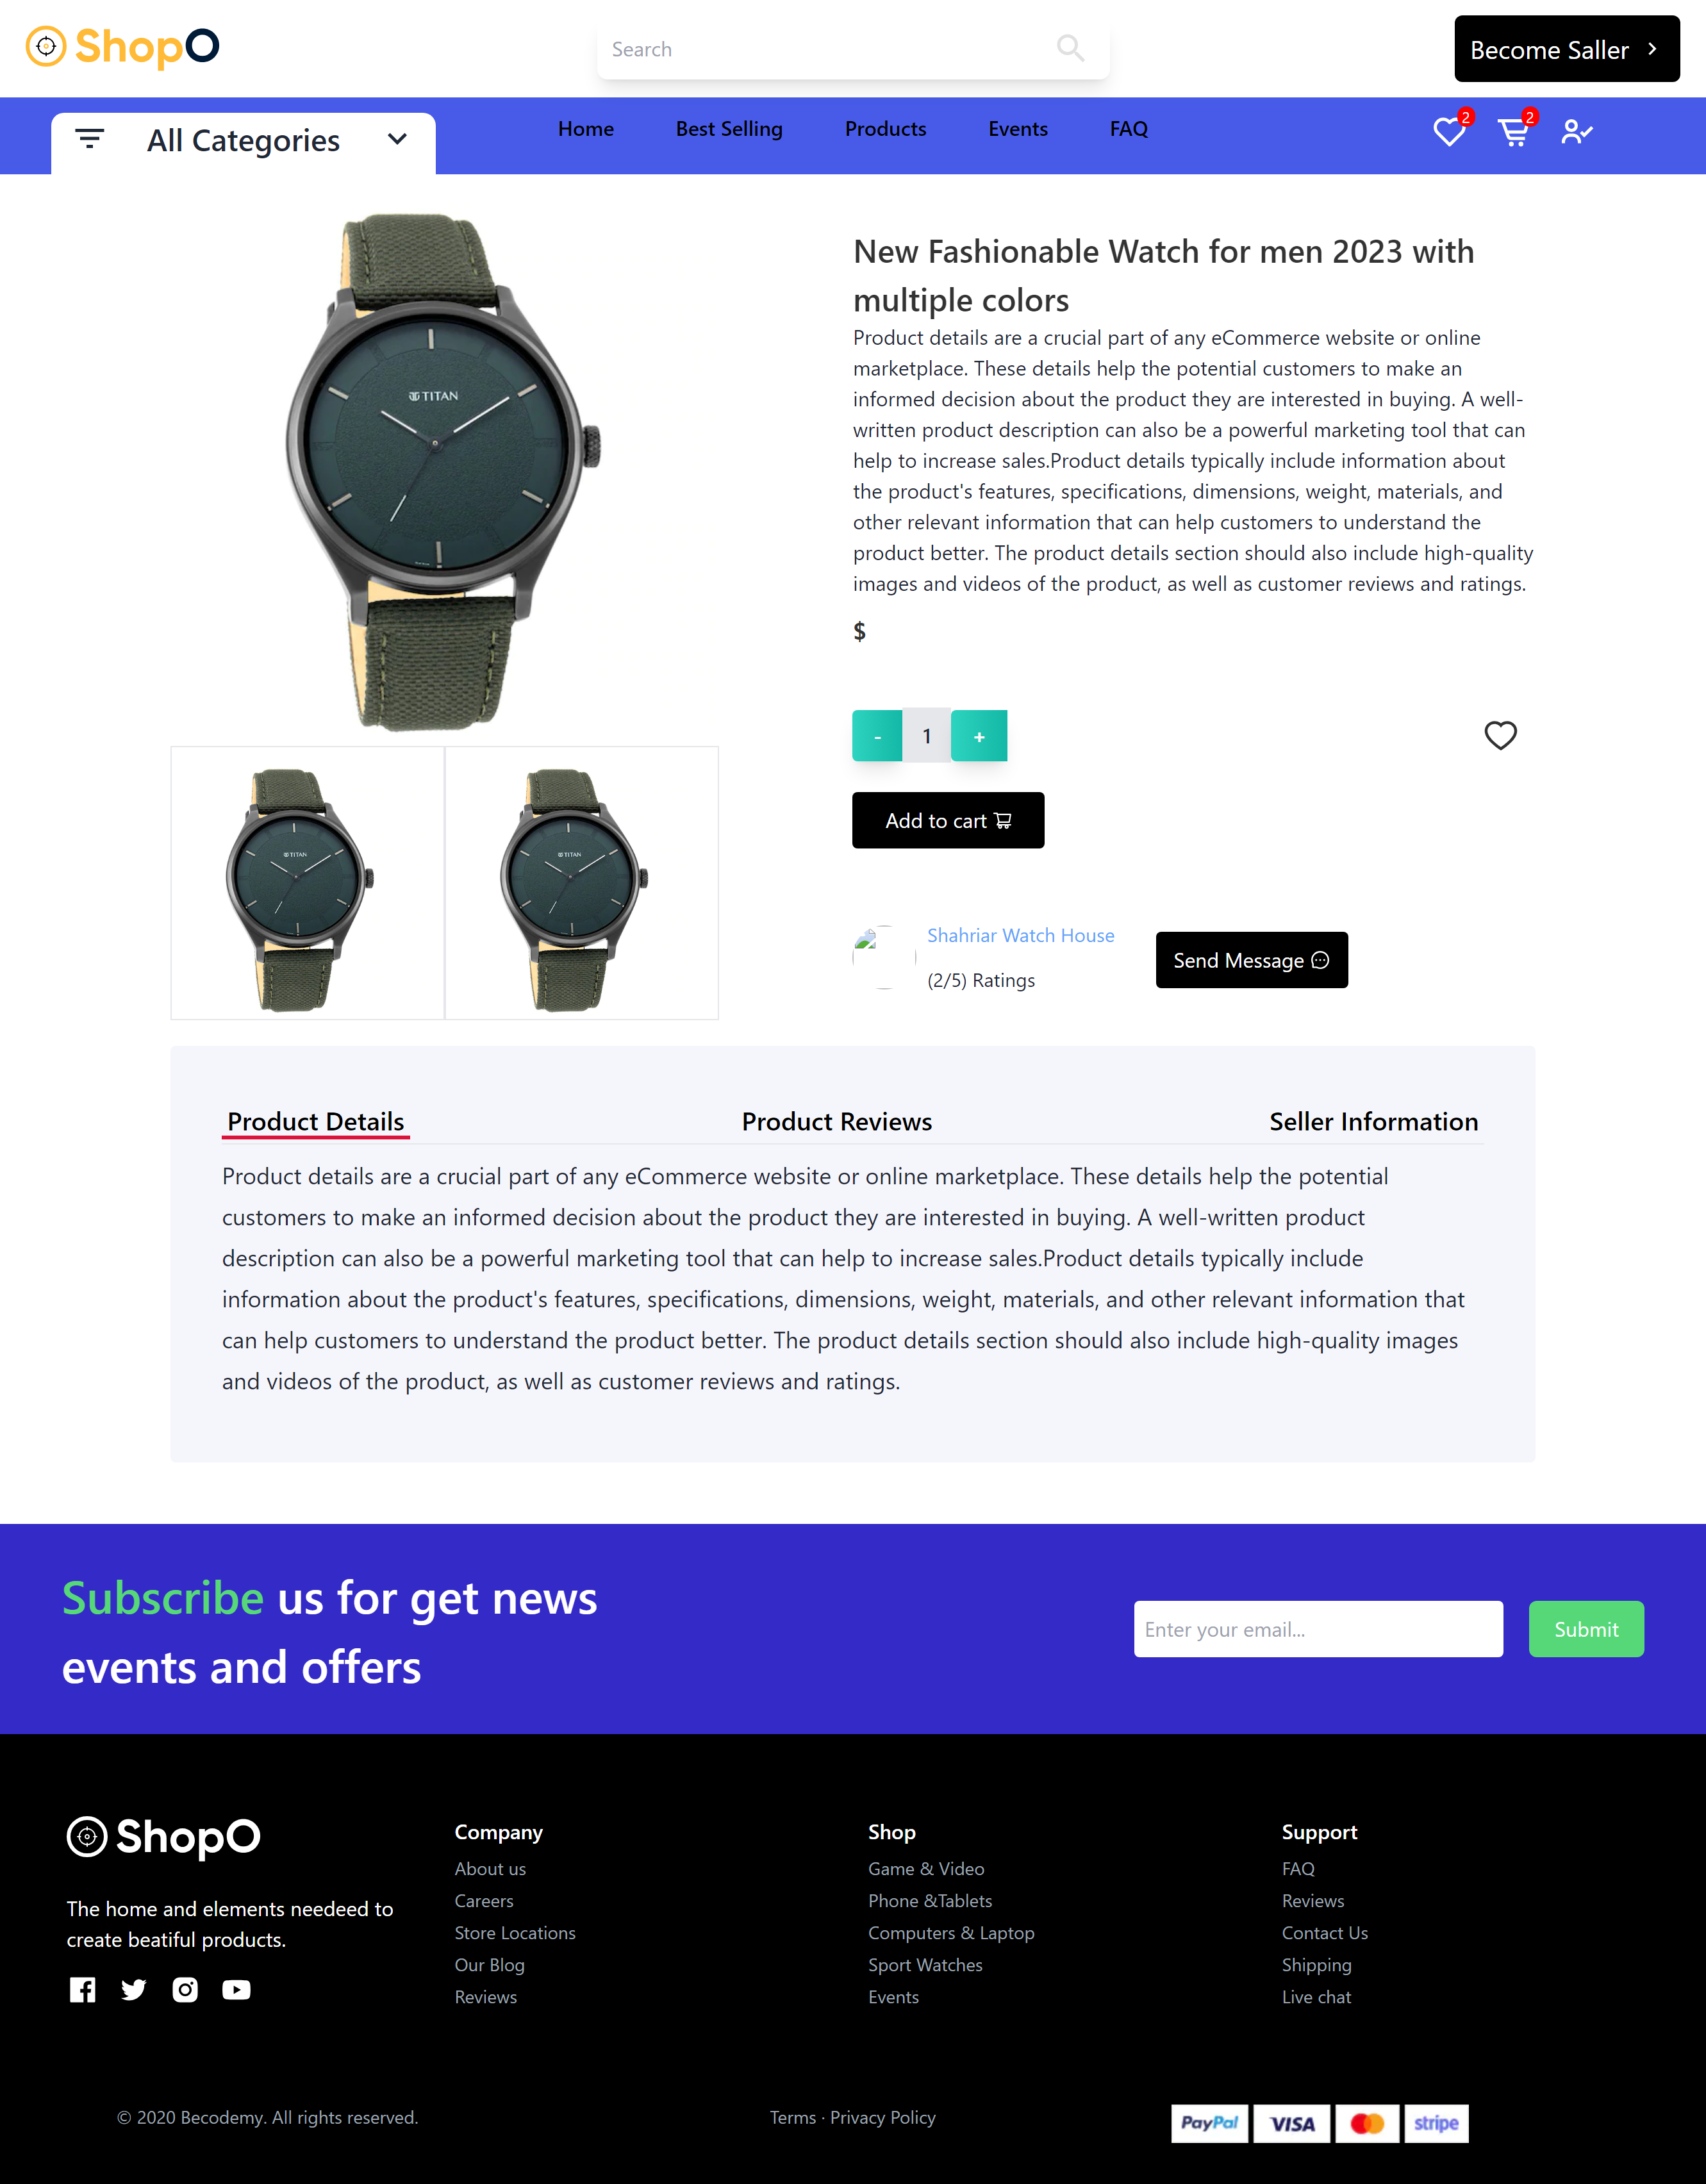 ShopO
Search
Become Saller
All Categories
Home
Best Selling
Products
Events
FAQ
2
2
TITAN
New Fashionable Watch for men 2023 with
multiple colors
Product details are a crucial part of any eCommerce website or online
marketplace. These details help the potential customers to make an
informed decision about the product they are interested in buying. A well-
written product description can also be a powerful marketing tool that can
help to increase sales.Product details typically include information about
the product's features, specifications, dimensions, weight, materials, and
other relevant information that can help customers to understand the
product better. The product details section should also include high-quality
images and videos of the product, as well as customer reviews and ratings.
$
- 1 +
Add to cart
TITAN
TITAN
Shahriar Watch House
(2/5) Ratings
Send Message
Product Details
Product Reviews
Seller Information
Product details are a crucial part of any eCommerce website or online marketplace. These details help the potential
customers to make an informed decision about the product they are interested in buying. A well-written product
description can also be a powerful marketing tool that can help to increase sales.Product details typically include
information about the product's features, specifications, dimensions, weight, materials, and other relevant information that
can help customers to understand the product better. The product details section should also include high-quality images
and videos of the product, as well as customer reviews and ratings.
Subscribe us for get news
events and offers
Enter your email...
Submit
ShopO
The home and elements needeed to
create beatiful products.
Company
About us
Careers
Store Locations
Our Blog
Reviews
Shop
Game & Video
Phone &Tablets
Computers & Laptop
Sport Watches
Events
Support
FAQ
Reviews
Contact Us
Shipping
Live chat
© 2020 Becodemy. All rights reserved.
Terms · Privacy Policy
PayPal
VISA
stripe